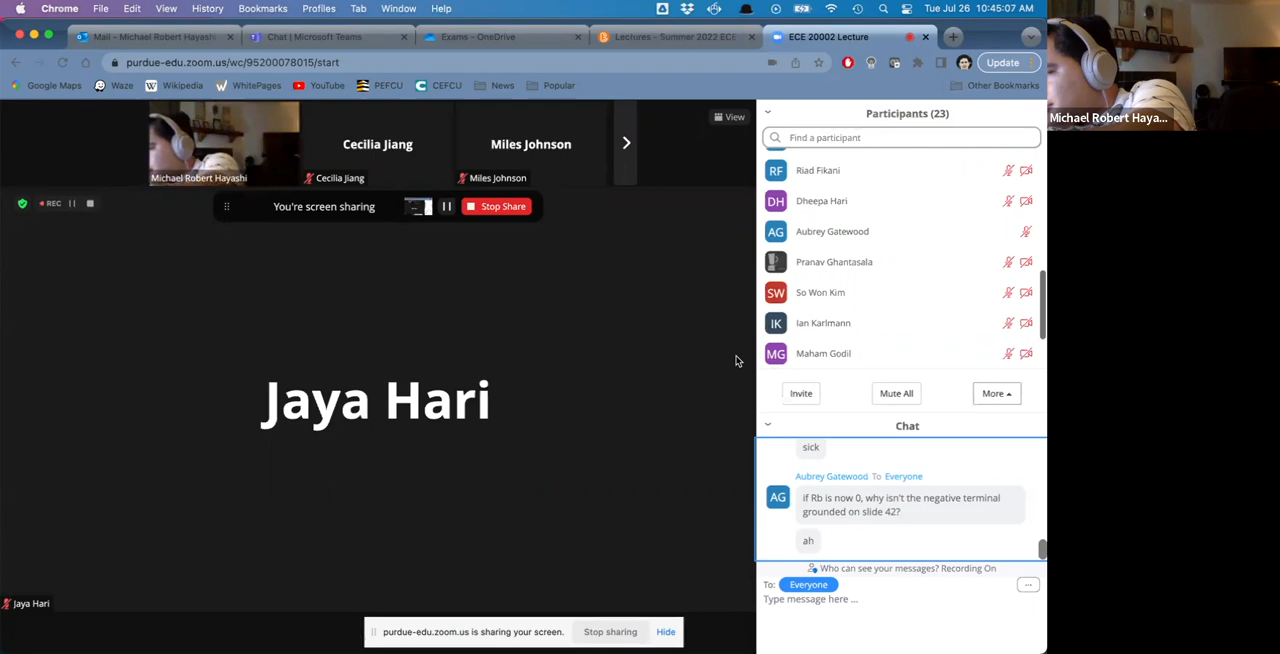 Chrome File Edit View History Bookmarks Profiles Tab Window Help Tue Jul 26 10:45:07 AM
Mail - Michael Robert Hayashi Chat | Microsoft Teams Exams - OneDrive Lectures - Summer 2022 ECE ECE 20002 Lecture
purdue-edu.zoom.us/wc/95200078015/start Update
Google Maps Waze Wikipedia WhitePages YouTube PEFCU CEFCU News Popular Other Bookmarks
Michael Robert Haya...
Participants (23)
View
Find a participant
Cecilia Jiang Miles Johnson
Michael Robert Hayashi Cecilia Jiang Miles Johnson
RF Riad Fikani
DH Dheepa Hari
REC You're screen sharing Stop Share
AG Aubrey Gatewood
Pranav Ghantasala
SW So Won Kim
IK Ian Karlmann
MG Maham Godil
Invite Mute All More
Jaya Hari
Chat
sick
Aubrey Gatewood To Everyone
AG if Rb is now 0, why isn't the negative terminal
grounded on slide 42?
ah
Who can see your messages? Recording On
To: Everyone
Type message here ...
Jaya Hari
purdue-edu.zoom.us is sharing your screen. Stop sharing Hide